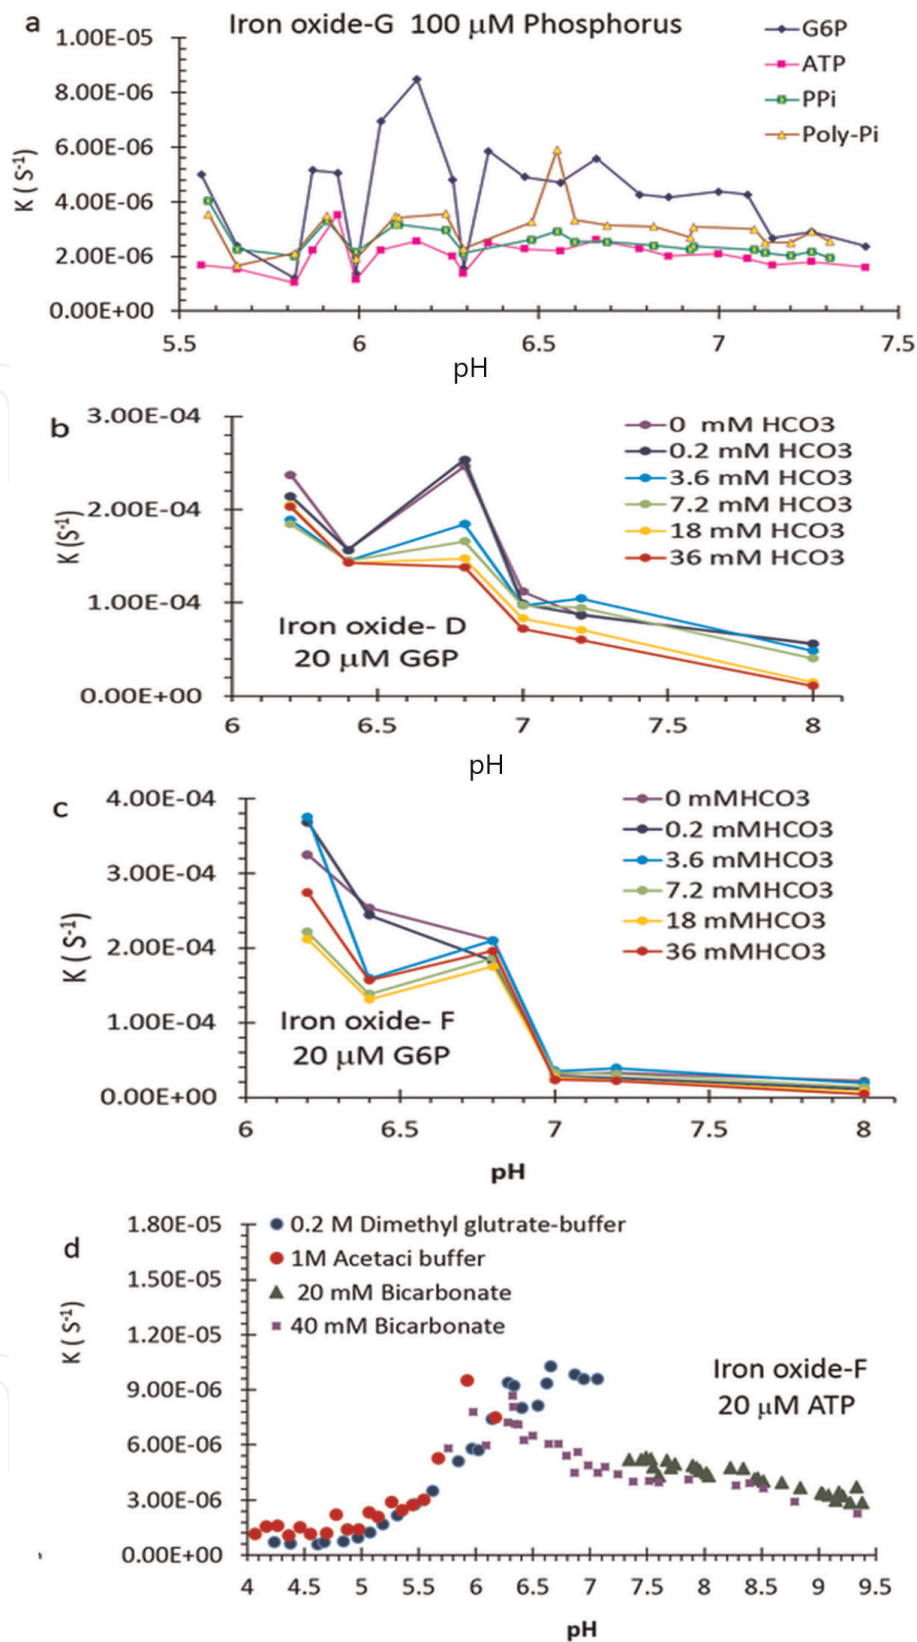 a
Iron oxide-G 100 μM Phosphorus
G6P
ATP
PPi
Poly-Pi
K ( S-1)
1.00E-05
8.00E-06
6.00E-06
4.00E-06
2.00E-06
0.00E+00
5.5 6 6.5 7 7.5
pH
b
0 mM HCO3
0.2 mM HCO3
3.6 mM HCO3
7.2 mM HCO3
18 mM HCO3
36 mM HCO3
K (S-1)
3.00E-04
2.00E-04
1.00E-04
0.00E+00
Iron oxide- D
20 μM G6P
6 6.5 7 7.5 8
pH
c
0 mMHCO3
0.2 mMHCO3
3.6 mMHCO3
7.2 mMHCO3
18 mMHCO3
36 mMHCO3
K ( S-1)
4.00E-04
3.00E-04
2.00E-04
1.00E-04
0.00E+00
Iron oxide- F
20 μM G6P
6 6.5 7 7.5 8
pH
d
0.2 M Dimethyl glutrate-buffer
1M Acetaci buffer
20 mM Bicarbonate
40 mM Bicarbonate
K ( S-1)
1.80E-05
1.50E-05
1.20E-05
9.00E-06
6.00E-06
3.00E-06
0.00E+00
Iron oxide-F
20 μM ATP
4 4.5 5 5.5 6 6.5 7 7.5 8 8.5 9 9.5
pH